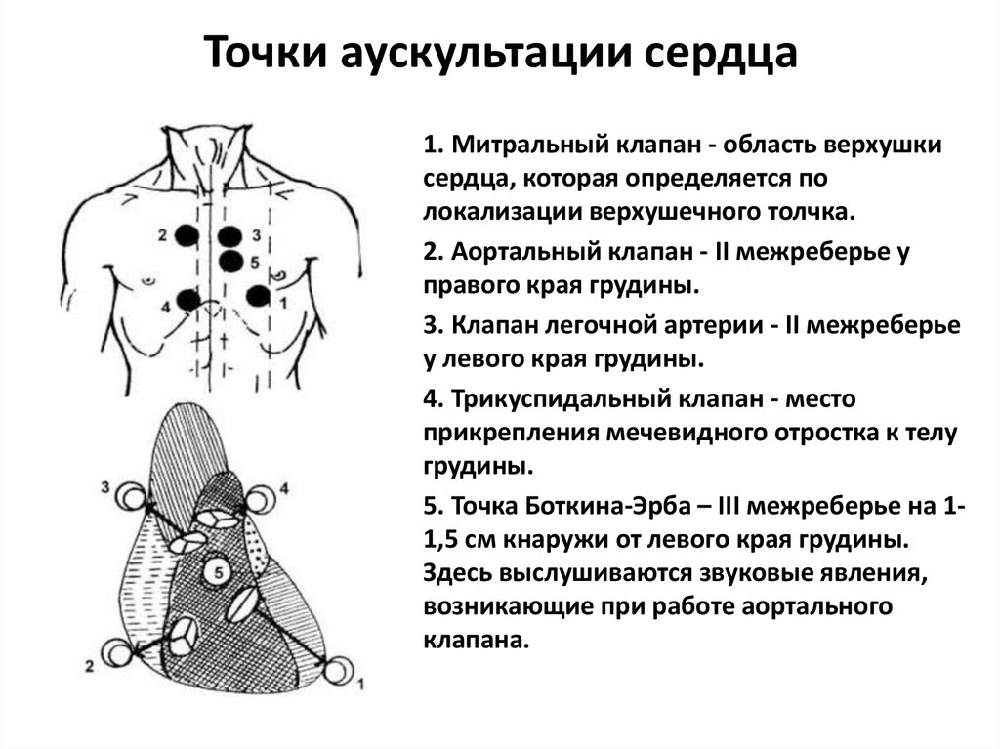 Точки аускультации сердца
1. Митральный клапан - область верхушки
сердца, которая определяется по
локализации верхушечного толчка.
2. Аортальный клапан - II межреберье у
правого края грудины.
3. Клапан легочной артерии - II межреберье
у левого края грудины.
4. Трикуспидальный клапан - место
прикрепления мечевидного отростка к телу
грудины.
5. Точка Боткина-Эрба – III межреберье на 1-
1,5 см кнаружи от левого края грудины.
Здесь выслушиваются звуковые явления,
возникающие при работе аортального
клапана.
2 3
5
4 1
3 4
5
2 1